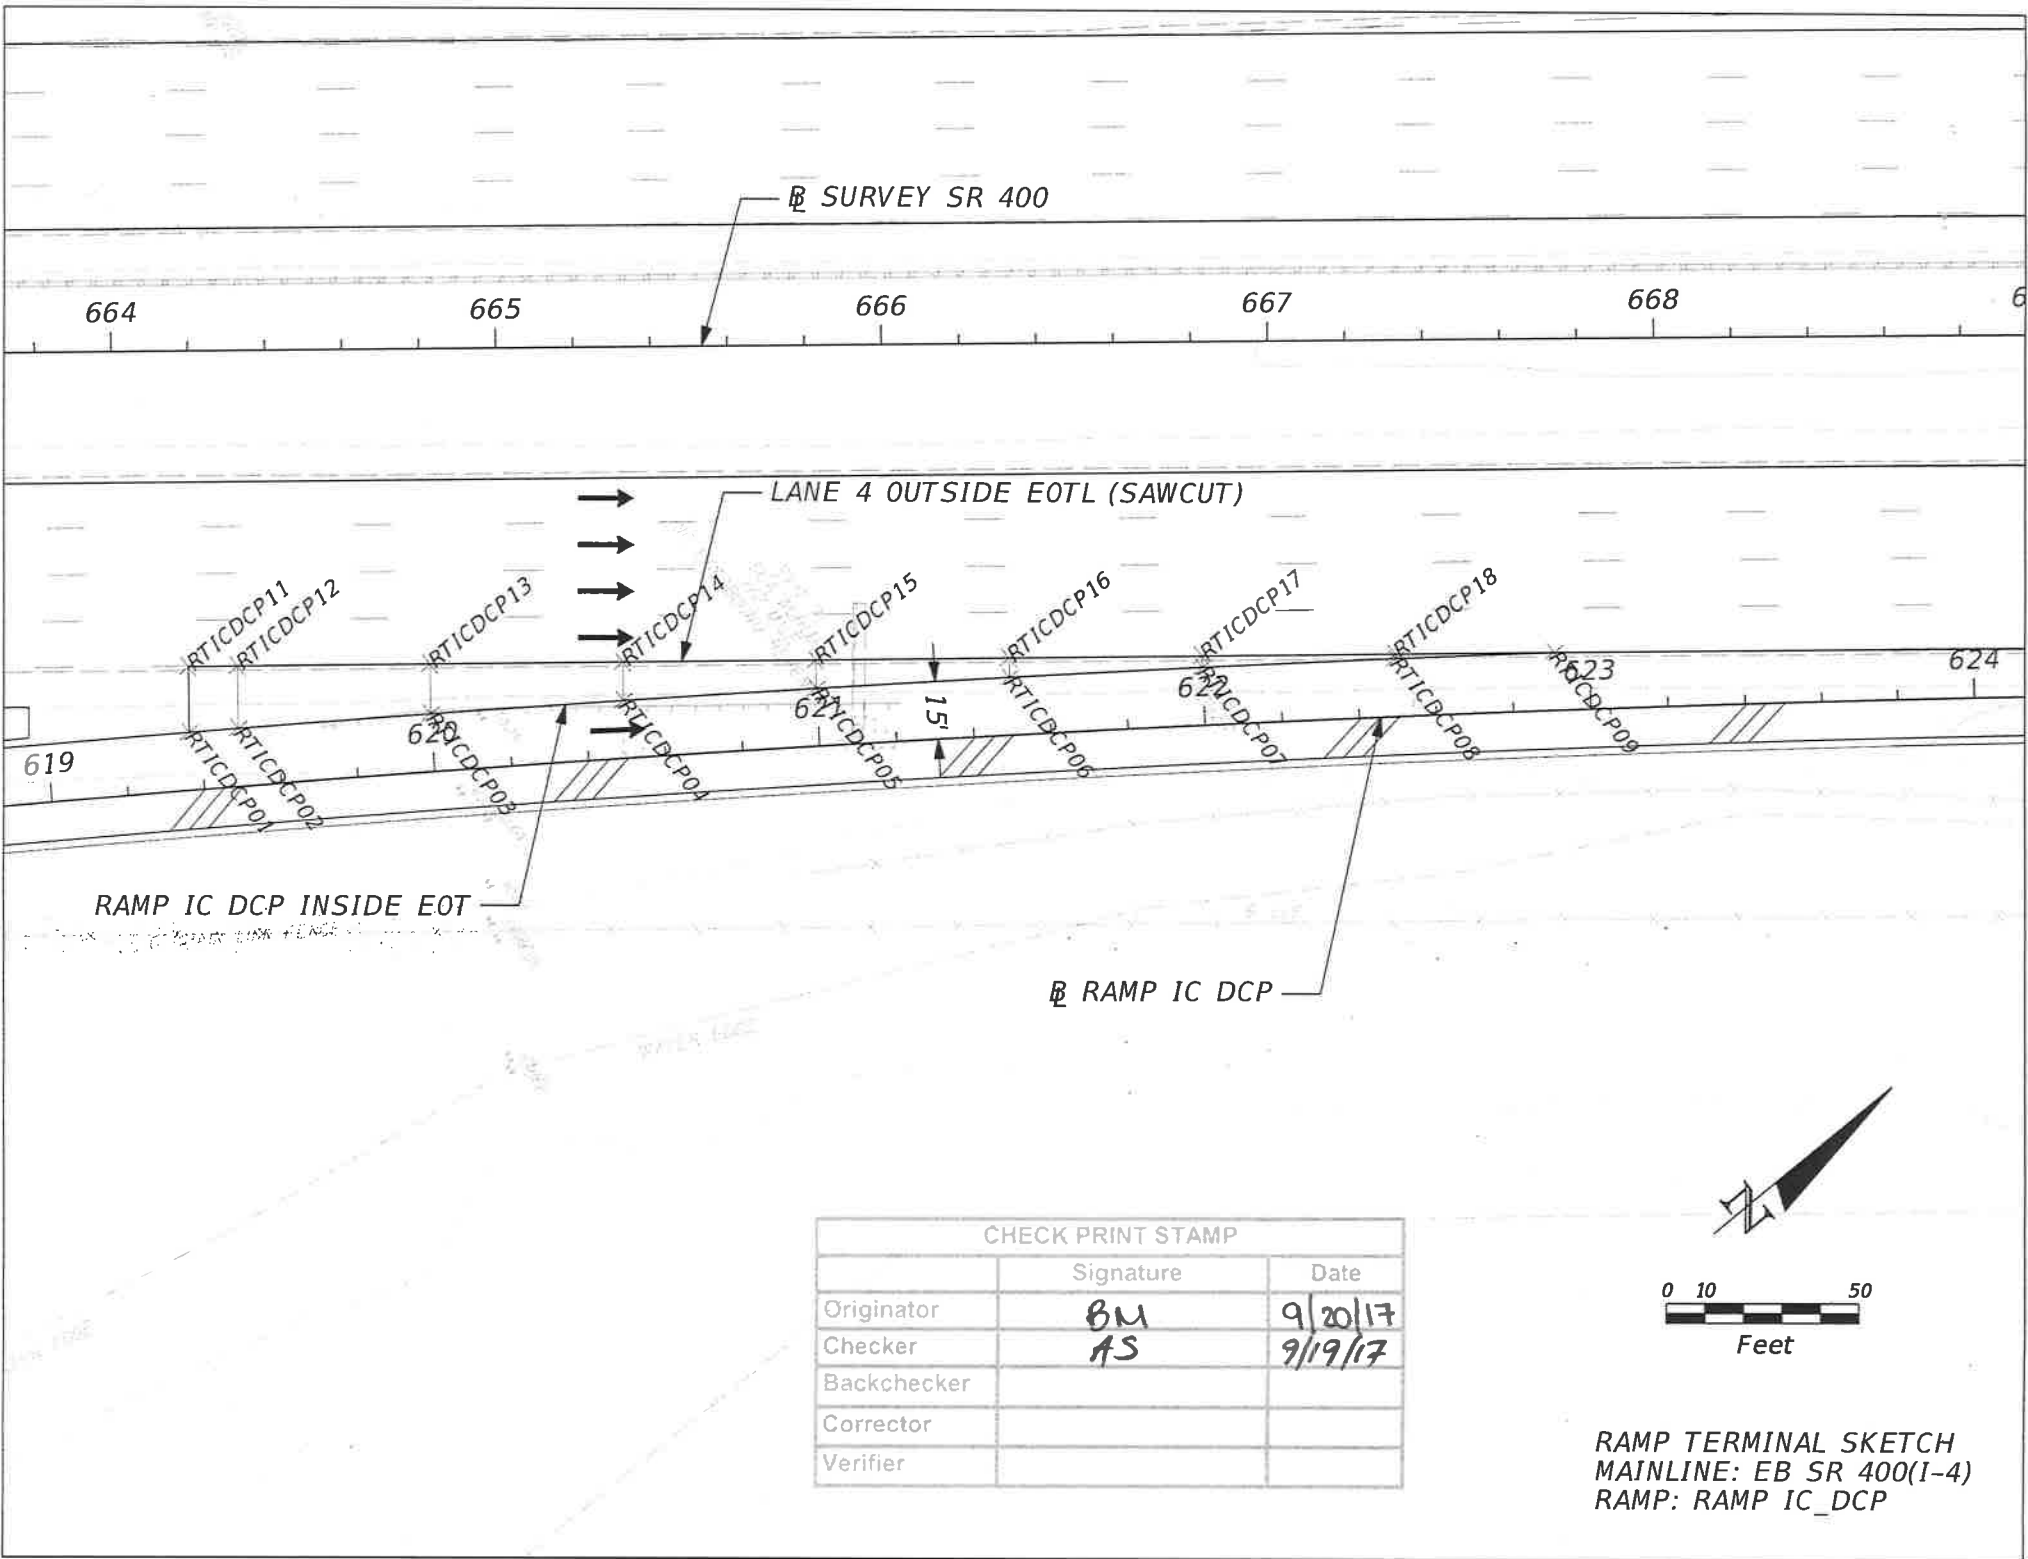 ℄ SURVEY SR 400
664
665
666
667
668
6
LANE 4 OUTSIDE EOTL (SAWCUT)
RTICDCP11
RTICDCP12
RTICDCP13
RTICDCP14
RTICDCP15
RTICDCP16
RTICDCP17
RTICDCP18
619
623
624
15'
RTICDCP01
RTICDCP02
RTICDCP03
RTICDCP04
RTICDCP05
RTICDCP06
RTICDCP07
RTICDCP08
RTICDCP09
RAMP IC DCP INSIDE EOT
℄ RAMP IC DCP
WATER EDGE
N
0 10 50
Feet
CHECK PRINT STAMP
Signature Date
Originator BM 9/20/17
Checker AS 9/19/17
Backchecker
Corrector
Verifier
RAMP TERMINAL SKETCH
MAINLINE: EB SR 400(I-4)
RAMP: RAMP IC_DCP